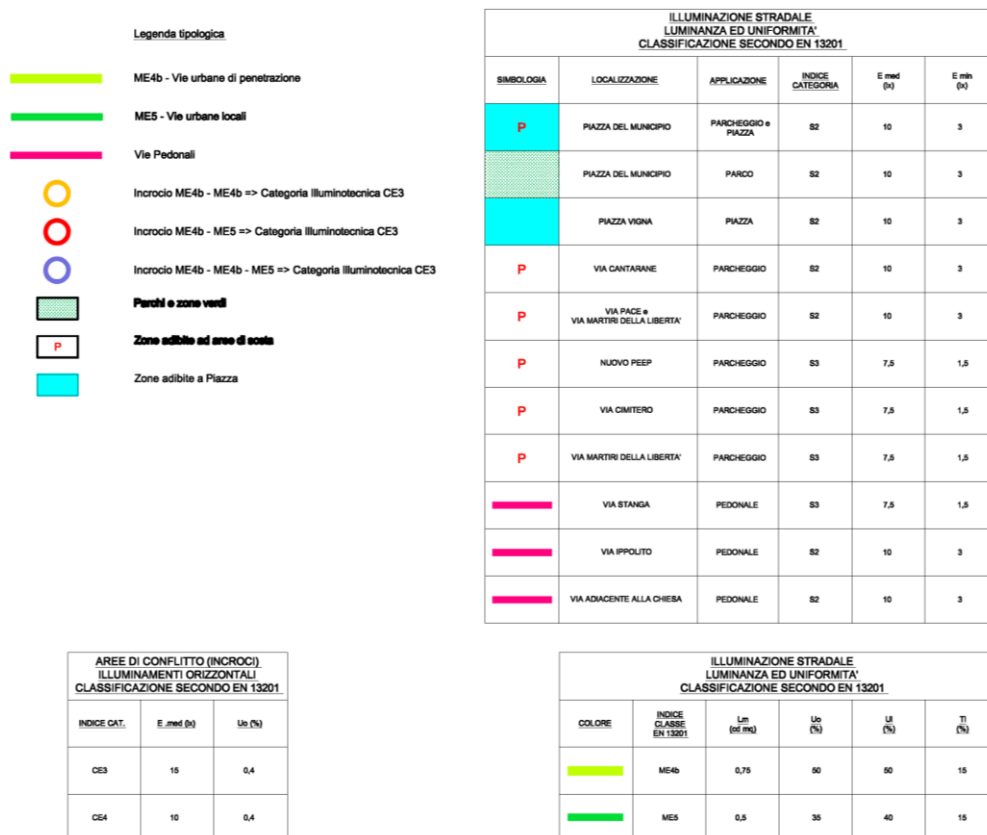 Legenda tipologica
ME4b - Vie urbane di penetrazione
ME5 - Vie urbane locali
Vie Pedonali
Incrocio ME4b - ME4b => Categoria Illuminotecnica CE3
Incrocio ME4b - ME5 => Categoria Illuminotecnica CE3
Incrocio ME4b - ME4b - ME5 => Categoria Illuminotecnica CE3
Parchi e zone verdi
P Zone adibite ad aree di sosta
Zone adibite a Piazza
ILLUMINAZIONE STRADALE
LUMINANZA ED UNIFORMITA'
CLASSIFICAZIONE SECONDO EN 13201
SIMBOLOGIA LOCALIZZAZIONE APPLICAZIONE INDICE CATEGORIA E med (lx) E min (lx)
P PIAZZA DEL MUNICIPIO PARCHEGGIO e PIAZZA S2 10 3
PIAZZA DEL MUNICIPIO PARCO S2 10 3
PIAZZA VIGNA PIAZZA S2 10 3
P VIA CANTARANE PARCHEGGIO S2 10 3
P VIA PACE e VIA MARTIRI DELLA LIBERTA' PARCHEGGIO S2 10 3
P NUOVO PEEP PARCHEGGIO S3 7,5 1,5
P VIA CIMITERO PARCHEGGIO S3 7,5 1,5
P VIA MARTIRI DELLA LIBERTA' PARCHEGGIO S3 7,5 1,5
VIA STANGA PEDONALE S3 7,5 1,5
VIA IPPOLITO PEDONALE S2 10 3
VIA ADIACENTE ALLA CHIESA PEDONALE S2 10 3
AREE DI CONFLITTO (INCROCI)
ILLUMINAMENTI ORIZZONTALI
CLASSIFICAZIONE SECONDO EN 13201
INDICE CAT. E .med (lx) Uo (%)
CE3 15 0,4
CE4 10 0,4
ILLUMINAZIONE STRADALE
LUMINANZA ED UNIFORMITA'
CLASSIFICAZIONE SECONDO EN 13201
COLORE INDICE CLASSE EN 13201 Lm (cd mq) Uo (%) Ul (%) TI (%)
ME4b 0,75 50 50 15
ME5 0,5 35 40 15